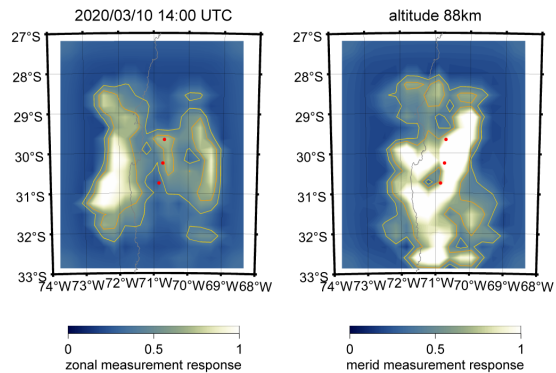 2020/03/10 14:00 UTC
27°S
28°S
29°S
30°S
31°S
32°S
33°S
74°W73°W72°W71°W70°W69°W68°W
0 0.5 1
zonal measurement response
altitude 88km
27°S
28°S
29°S
30°S
31°S
32°S
33°S
74°W73°W72°W71°W70°W69°W68°W
0 0.5 1
merid measurement response